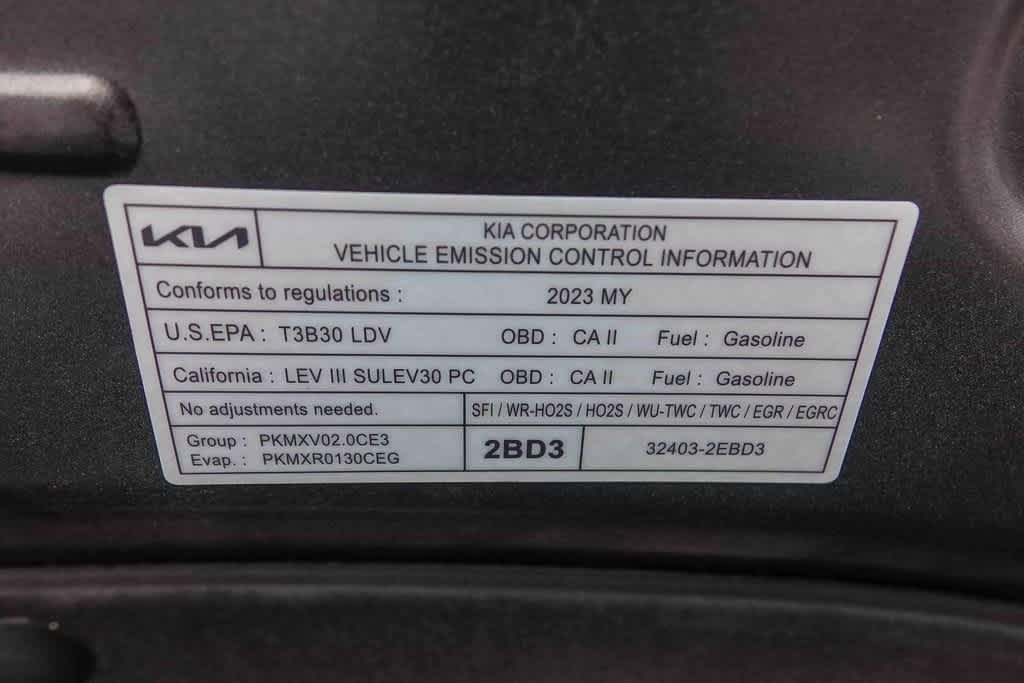 KIA
KIA CORPORATION
VEHICLE EMISSION CONTROL INFORMATION
Conforms to regulations : 2023 MY
U.S.EPA : T3B30 LDV OBD : CA II Fuel : Gasoline
California : LEV III SULEV30 PC OBD : CA II Fuel : Gasoline
No adjustments needed. SFI / WR-HO2S / HO2S / WU-TWC / TWC / EGR / EGRC
Group : PKMXV02.0CE3
Evap. : PKMXR0130CEG
2BD3
32403-2EBD3